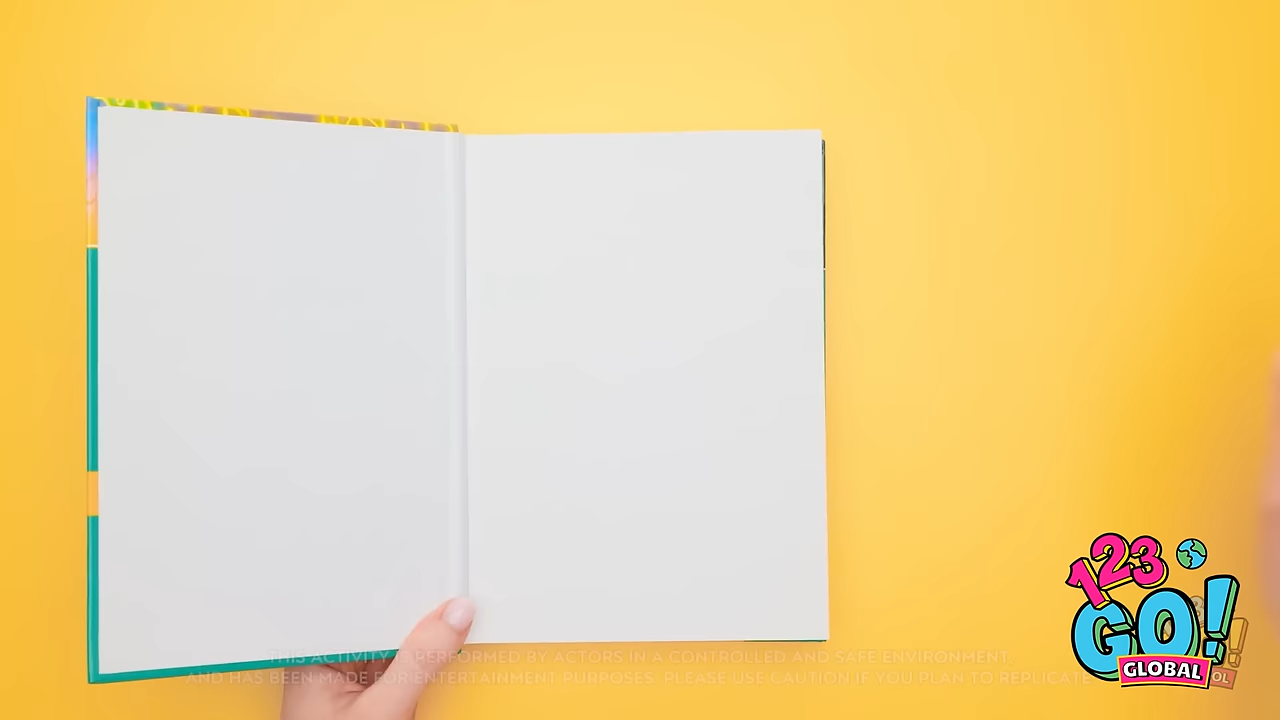 THIS ACTIVITY IS PERFORMED BY ACTORS IN A CONTROLLED AND SAFE ENVIRONMENT
AND HAS BEEN MADE FOR ENTERTAINMENT PURPOSES. PLEASE USE CAUTION IF YOU PLAN TO REPLICATE
123
GO!
GLOBAL
OL